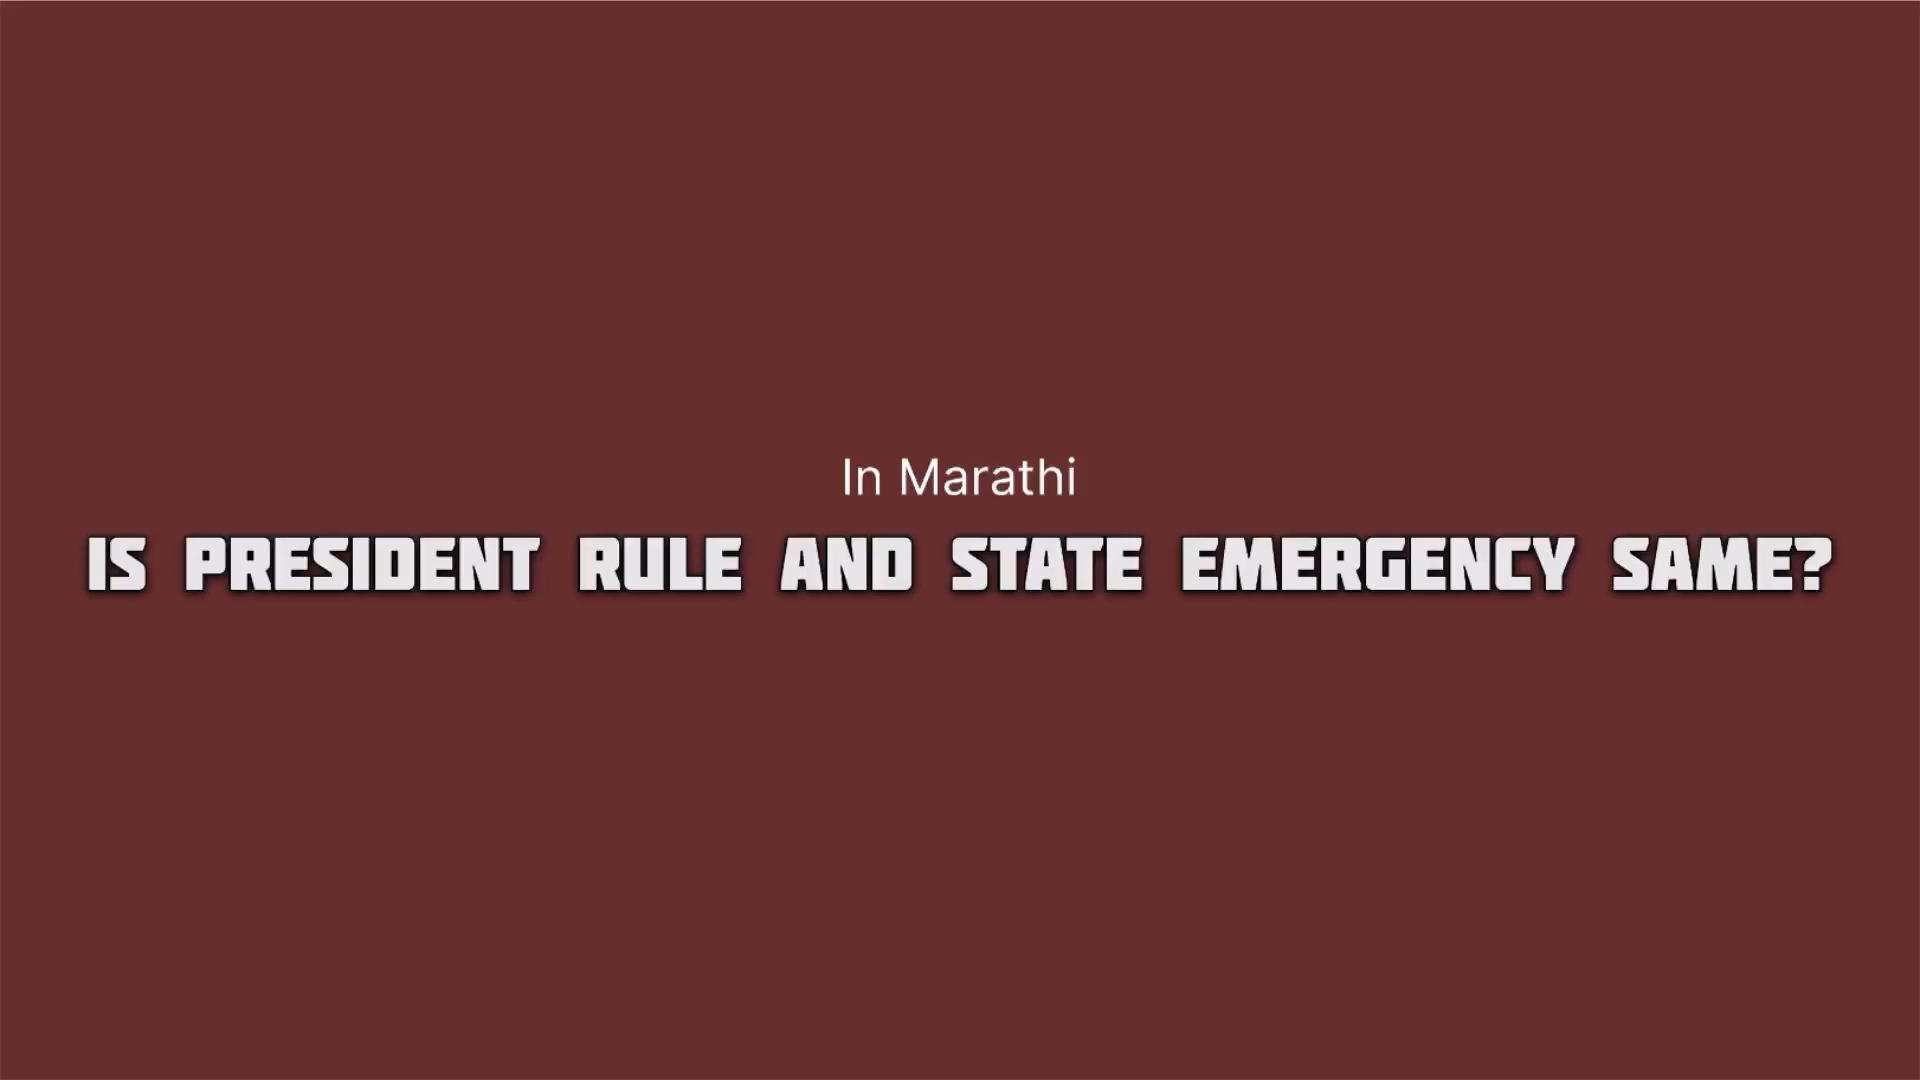 In Marathi
IS PRESIDENT RULE AND STATE EMERGENCY SAME?